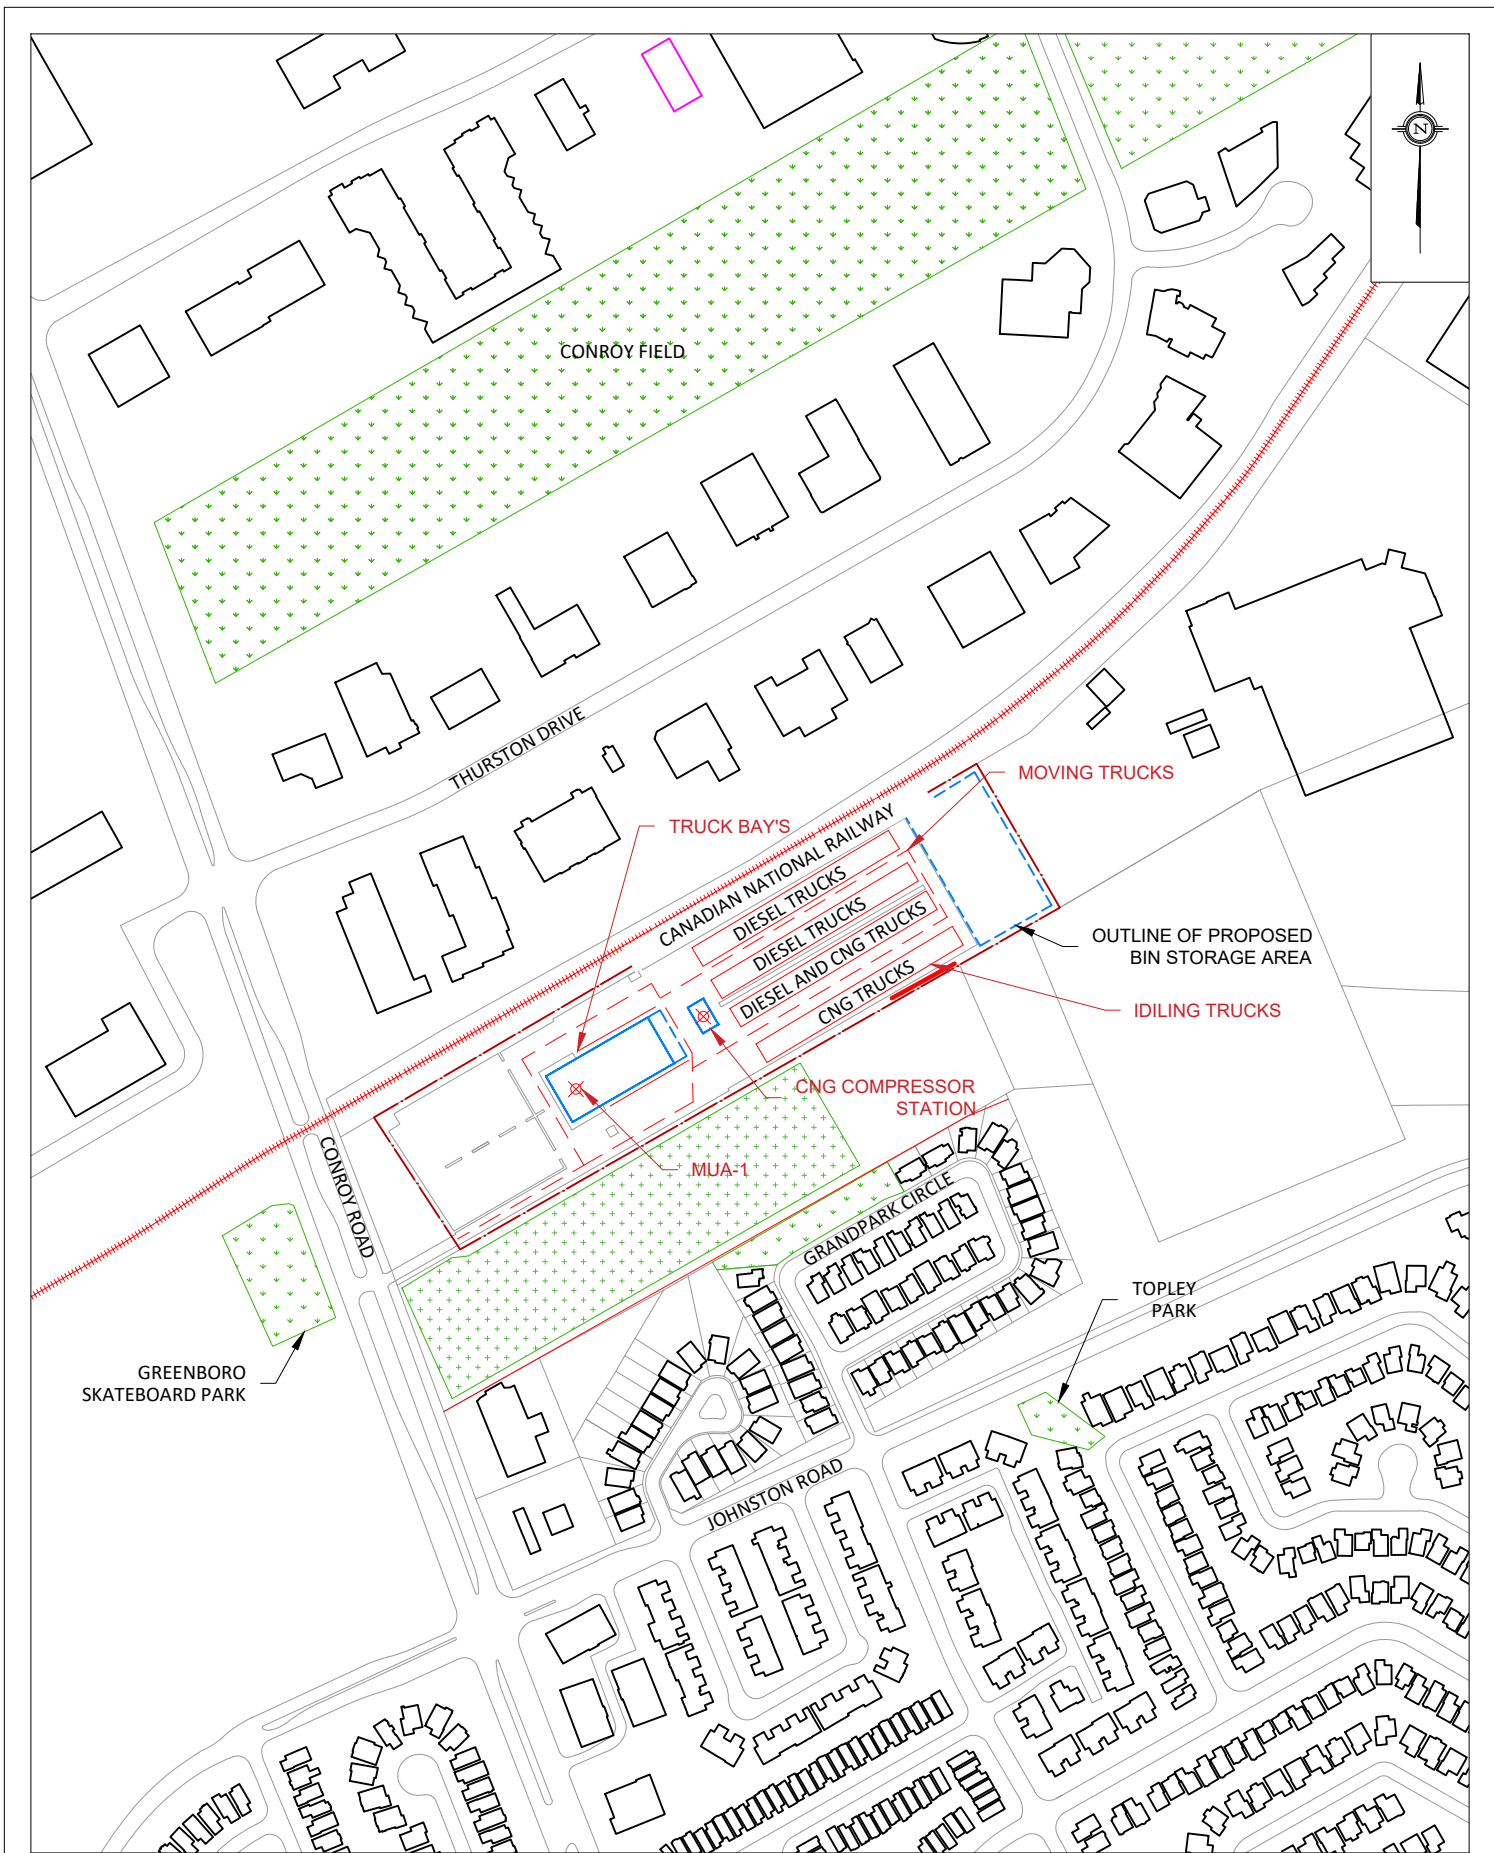 N
CONROY FIELD
THURSTON DRIVE
MOVING TRUCKS
TRUCK BAY'S
CANADIAN NATIONAL RAILWAY
DIESEL TRUCKS
DIESEL TRUCKS
DIESEL AND CNG TRUCKS
CNG TRUCKS
OUTLINE OF PROPOSED
BIN STORAGE AREA
IDILING TRUCKS
CNG COMPRESSOR
STATION
MUA-1
CONROY ROAD
GRANDPARK CIRCLE
TOPLEY
PARK
GREENBORO
SKATEBOARD PARK
JOHNSTON ROAD